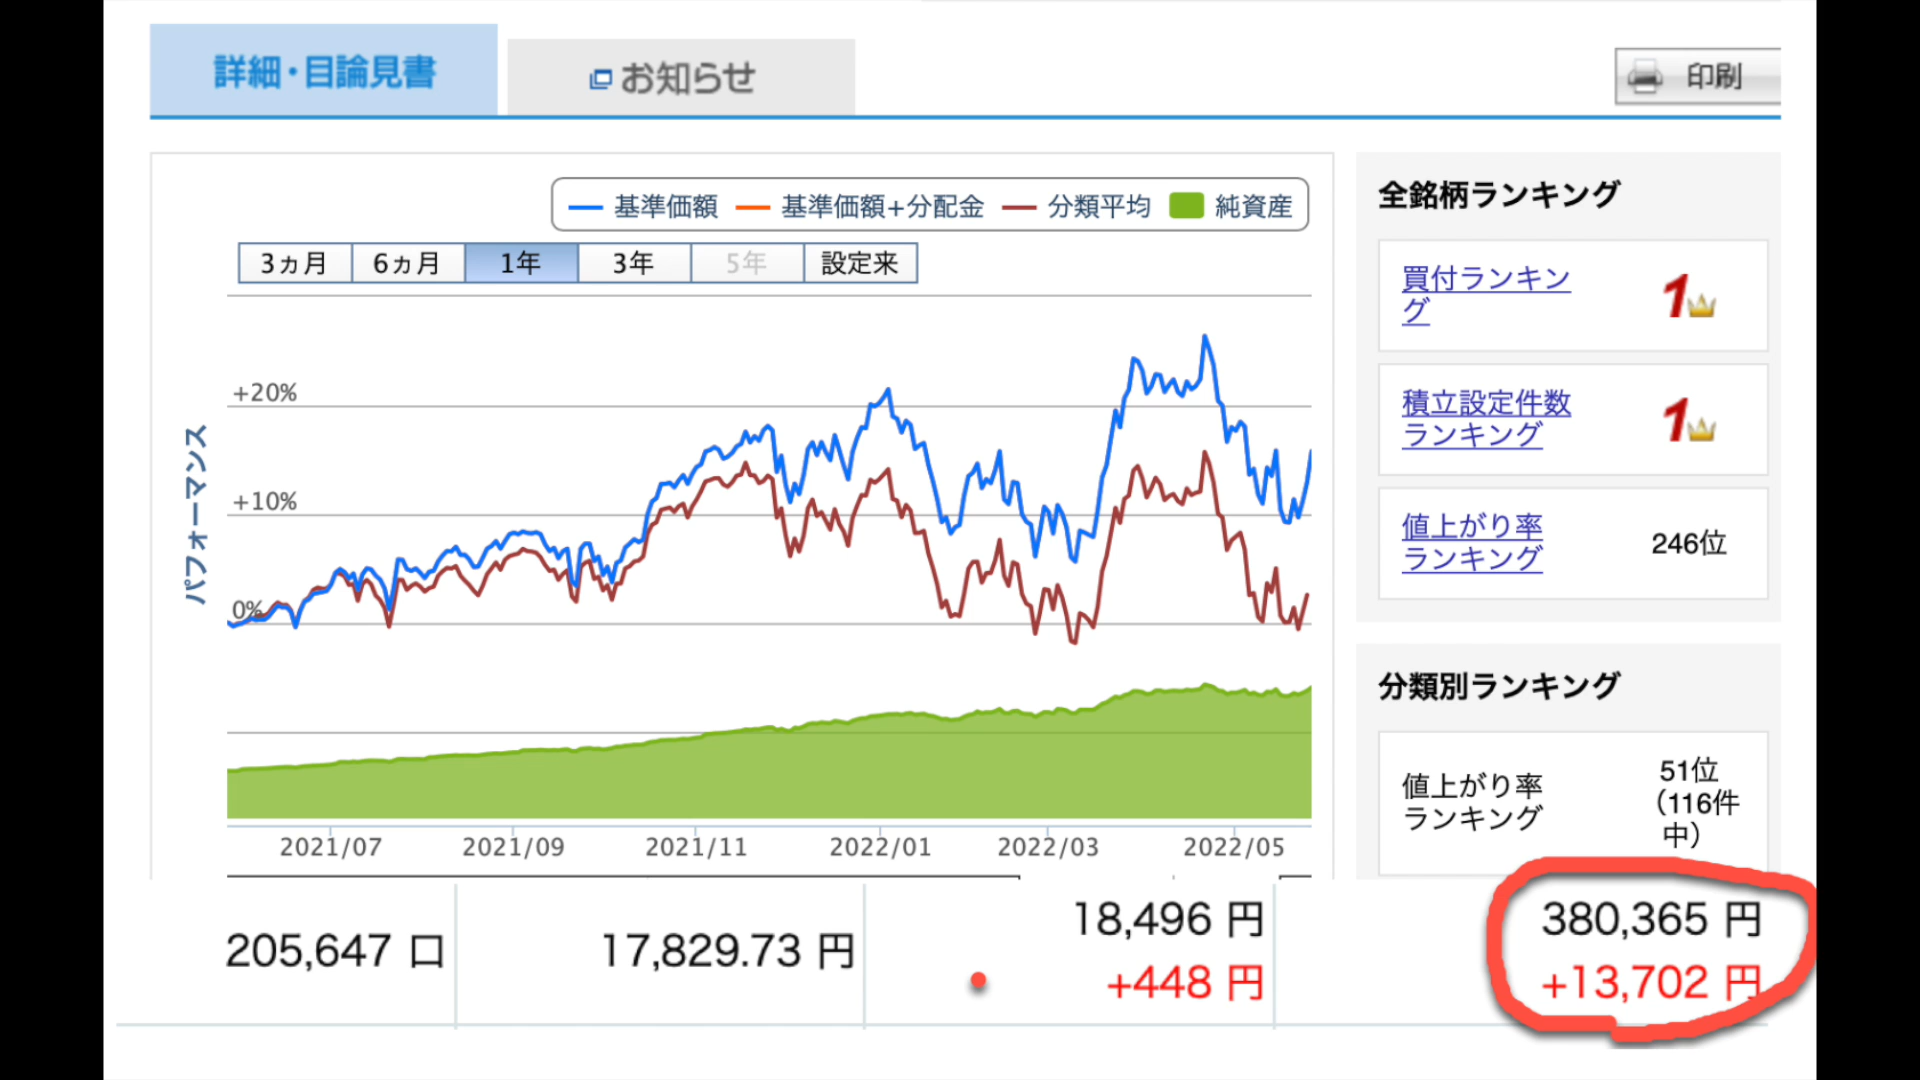 詳細・目論見書
お知らせ
印刷
基準価額 基準価額+分配金 分類平均 純資産
3ヵ月 6ヵ月 1年 3年 5年 設定来
パフォーマンス
+20%
+10%
0%
2021/07 2021/09 2021/11 2022/01 2022/03 2022/05
全銘柄ランキング
買付ランキン
グ
1
積立設定件数
ランキング
1
値上がり率
ランキング
246位
分類別ランキング
値上がり率
ランキング
51位
（116件
中）
205,647 口
17,829.73 円
18,496 円
+448 円
380,365 円
+13,702 円